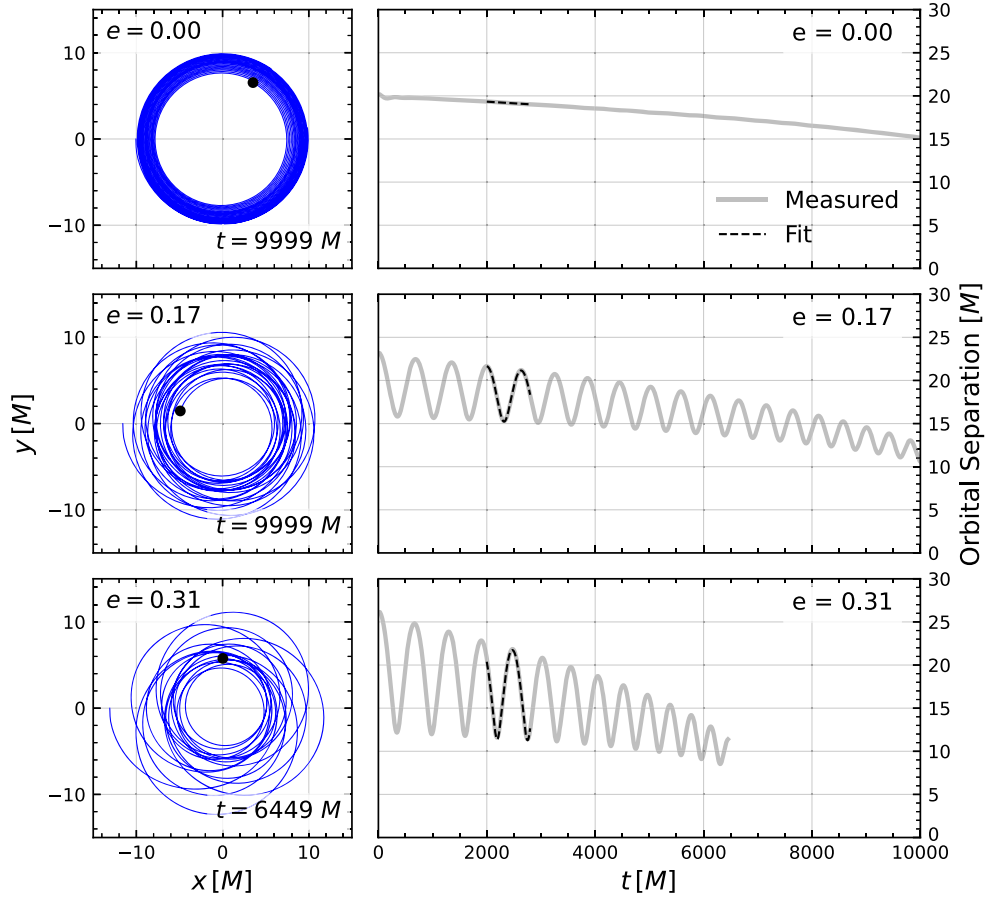 e = 0.00
10
0
−10
t = 9999 M
e = 0.00
Measured
Fit
30
25
20
15
10
5
0
e = 0.17
10
0
−10
t = 9999 M
e = 0.17
30
25
20
15
10
5
0
e = 0.31
10
0
−10
t = 6449 M
e = 0.31
30
25
20
15
10
5
0
y [M]
Orbital Separation [M]
−10 0 10
x [M]
0 2000 4000 6000 8000 10000
t [M]